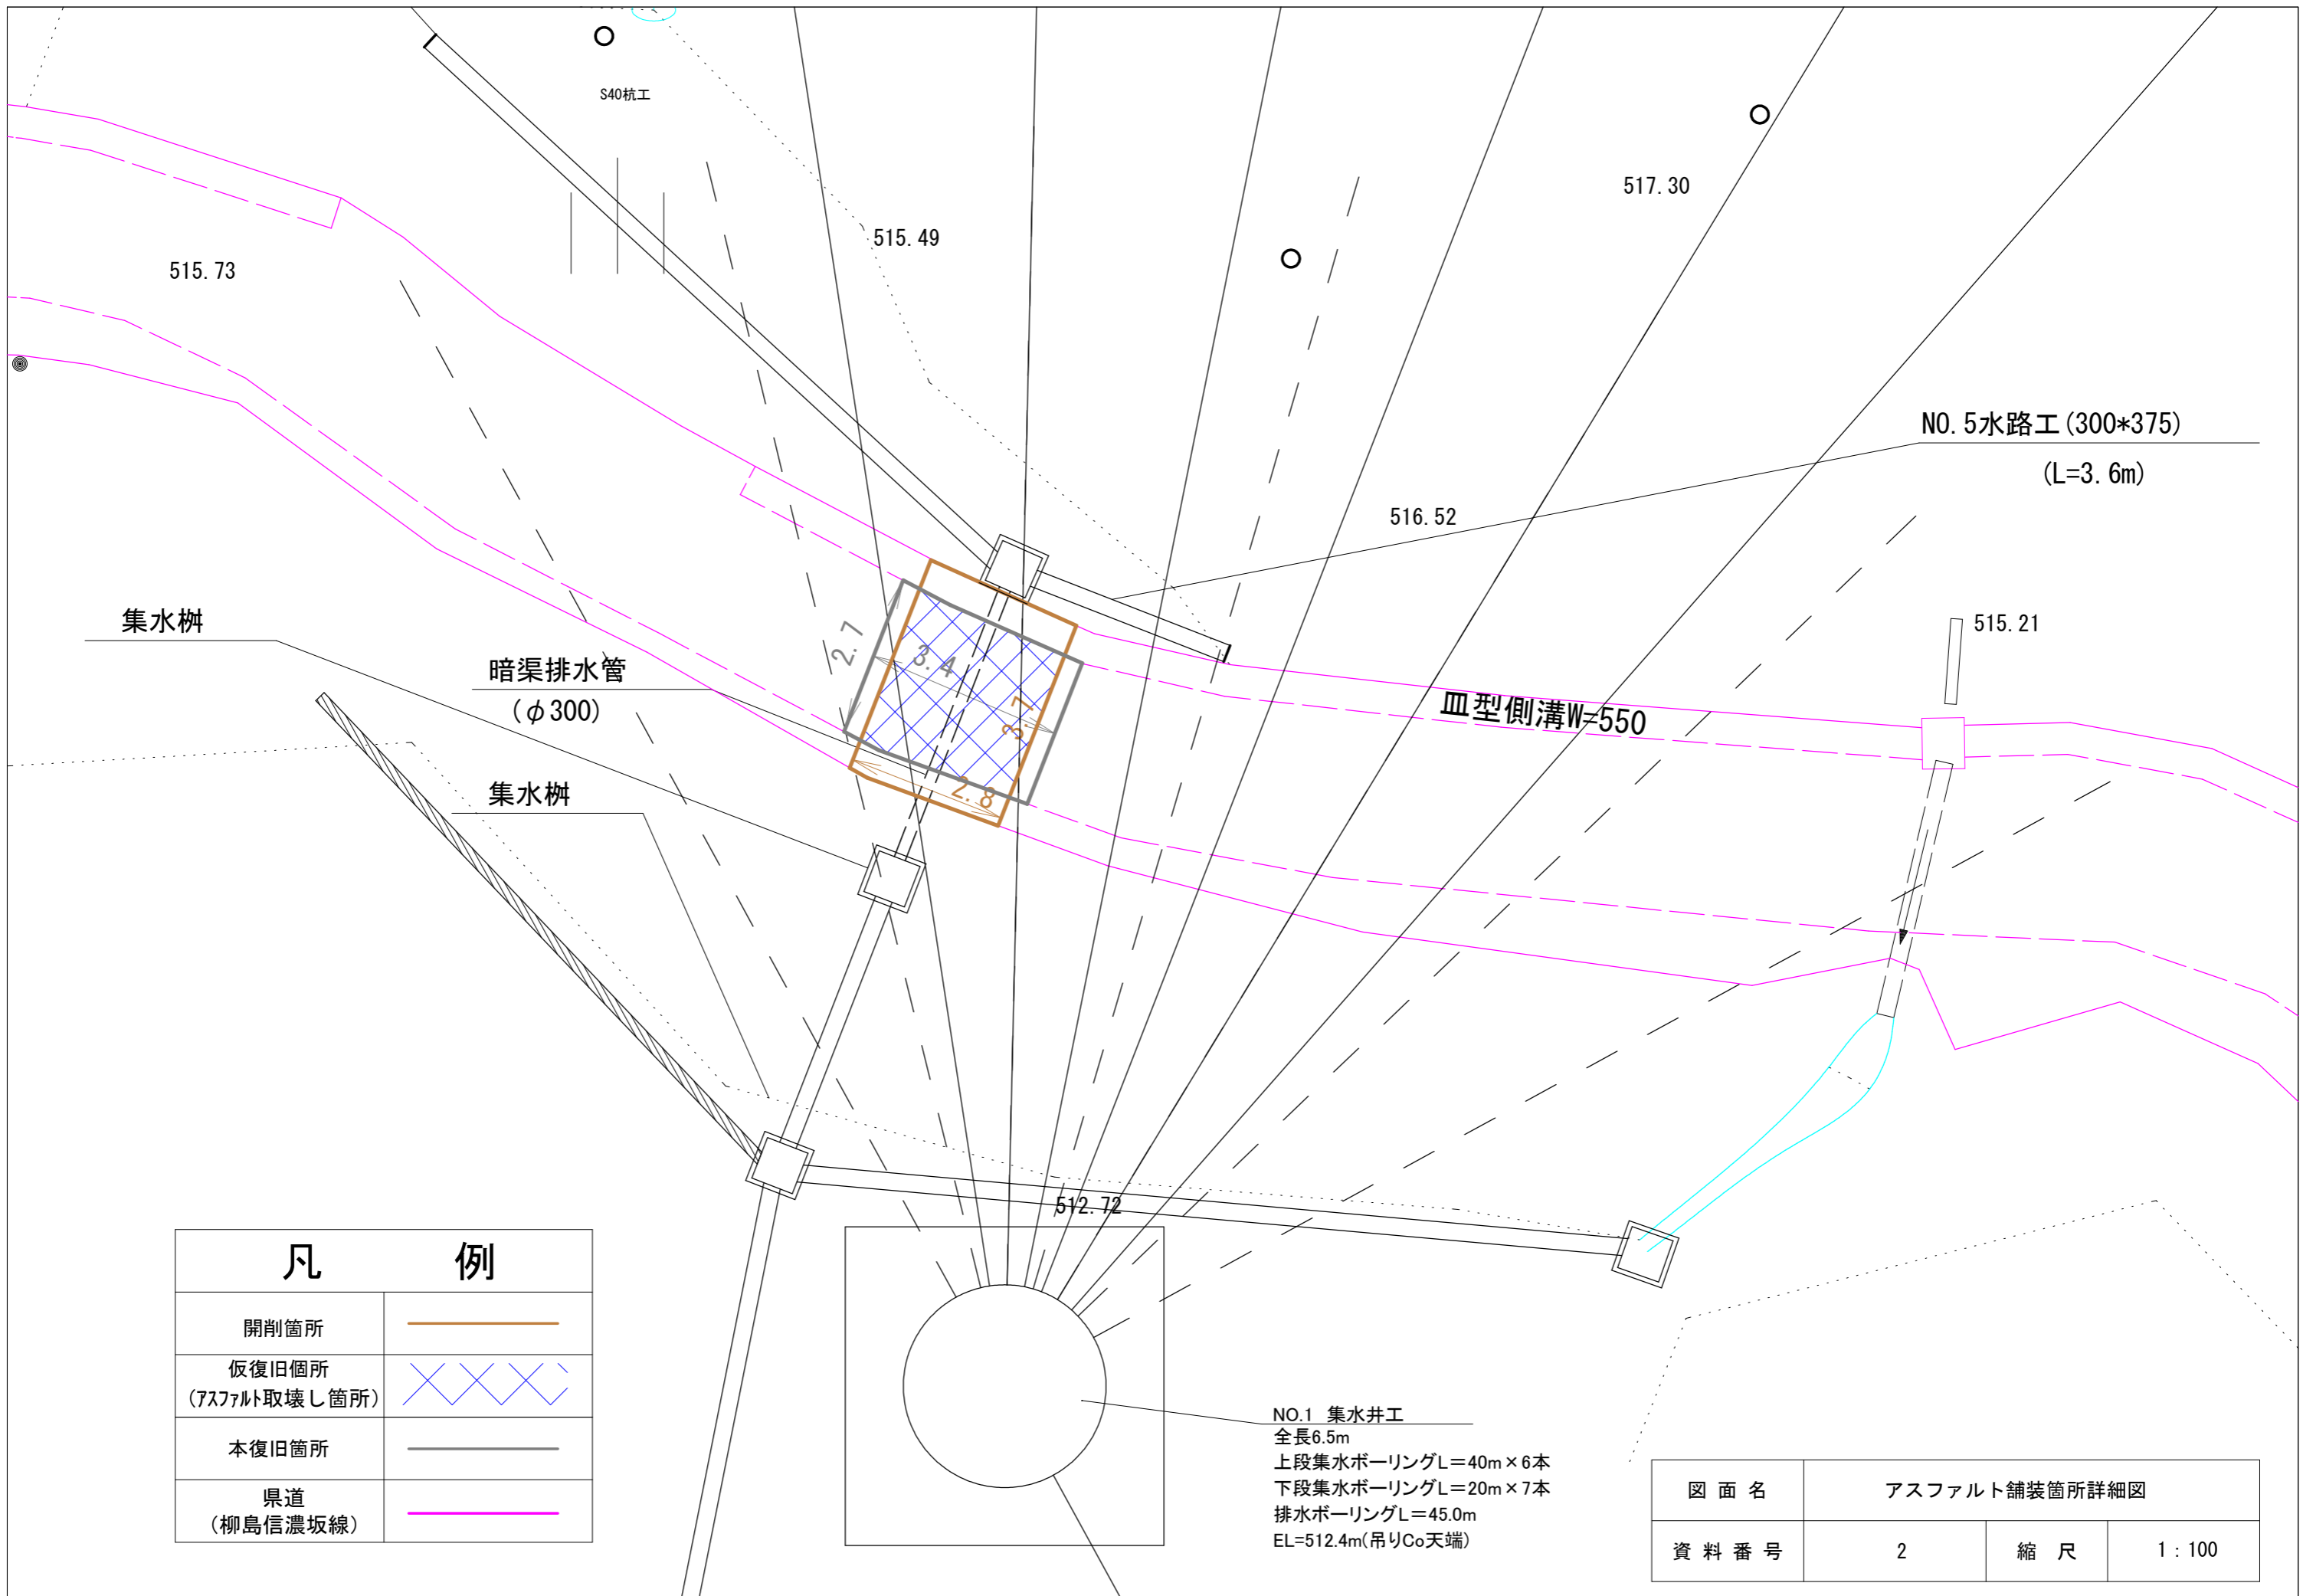 S40杭工
517.30
515.49
515.73
NO.5水路工(300*375)
(L=3.6m)
516.52
集水桝
515.21
2.7
3.4
暗渠排水管
(φ300)
3.7
皿型側溝W=550
2.8
集水桝
512.72
凡 例
開削箇所
仮復旧個所
(アスファルト取壊し箇所)
本復旧箇所
県道
(柳島信濃坂線)
NO.1 集水井工
全長6.5m
上段集水ボーリングL=40m×6本
下段集水ボーリングL=20m×7本
排水ボーリングL=45.0m
EL=512.4m(吊りCo天端)
図面名 アスファルト舗装箇所詳細図
資料番号 2 縮尺 1:100